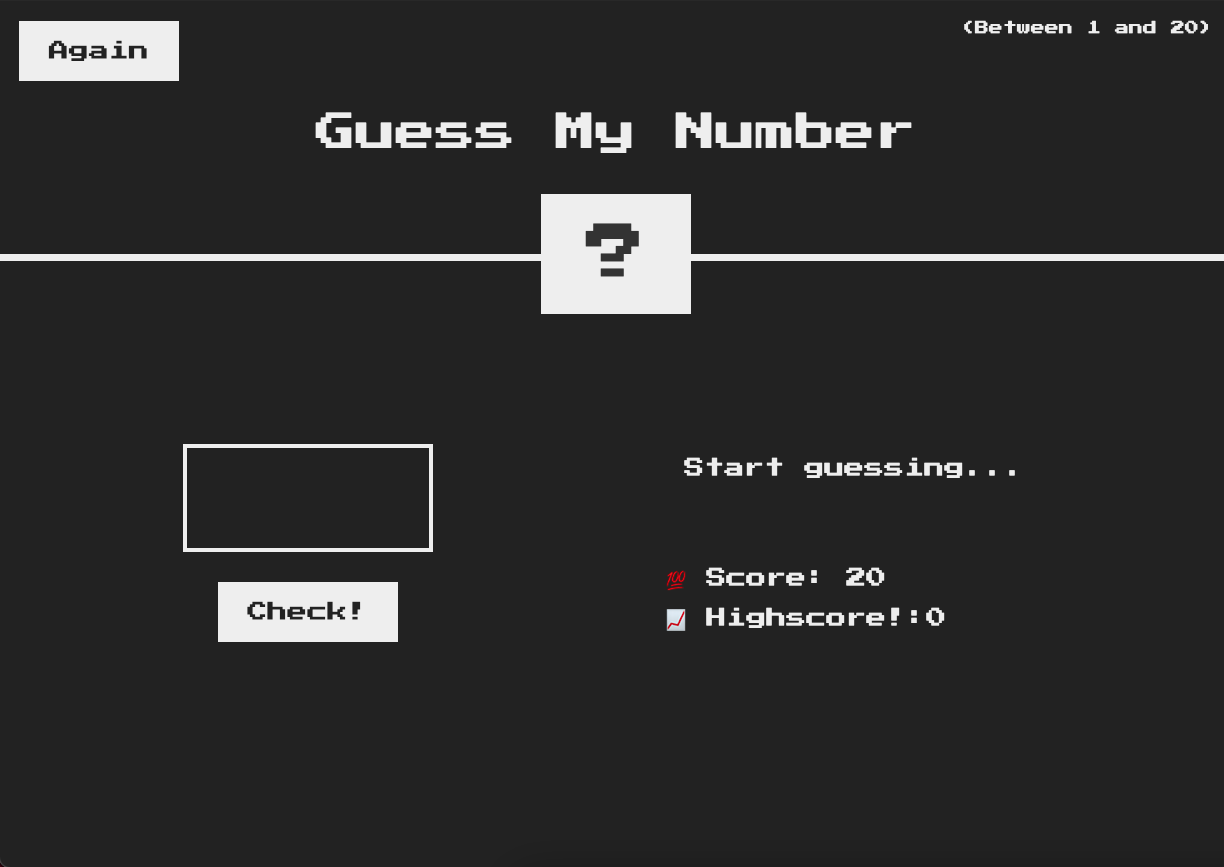 Again
(Between 1 and 20)
Guess My Number
?
Start guessing...
Check!
💯 Score: 20
📈 Highscore!:0